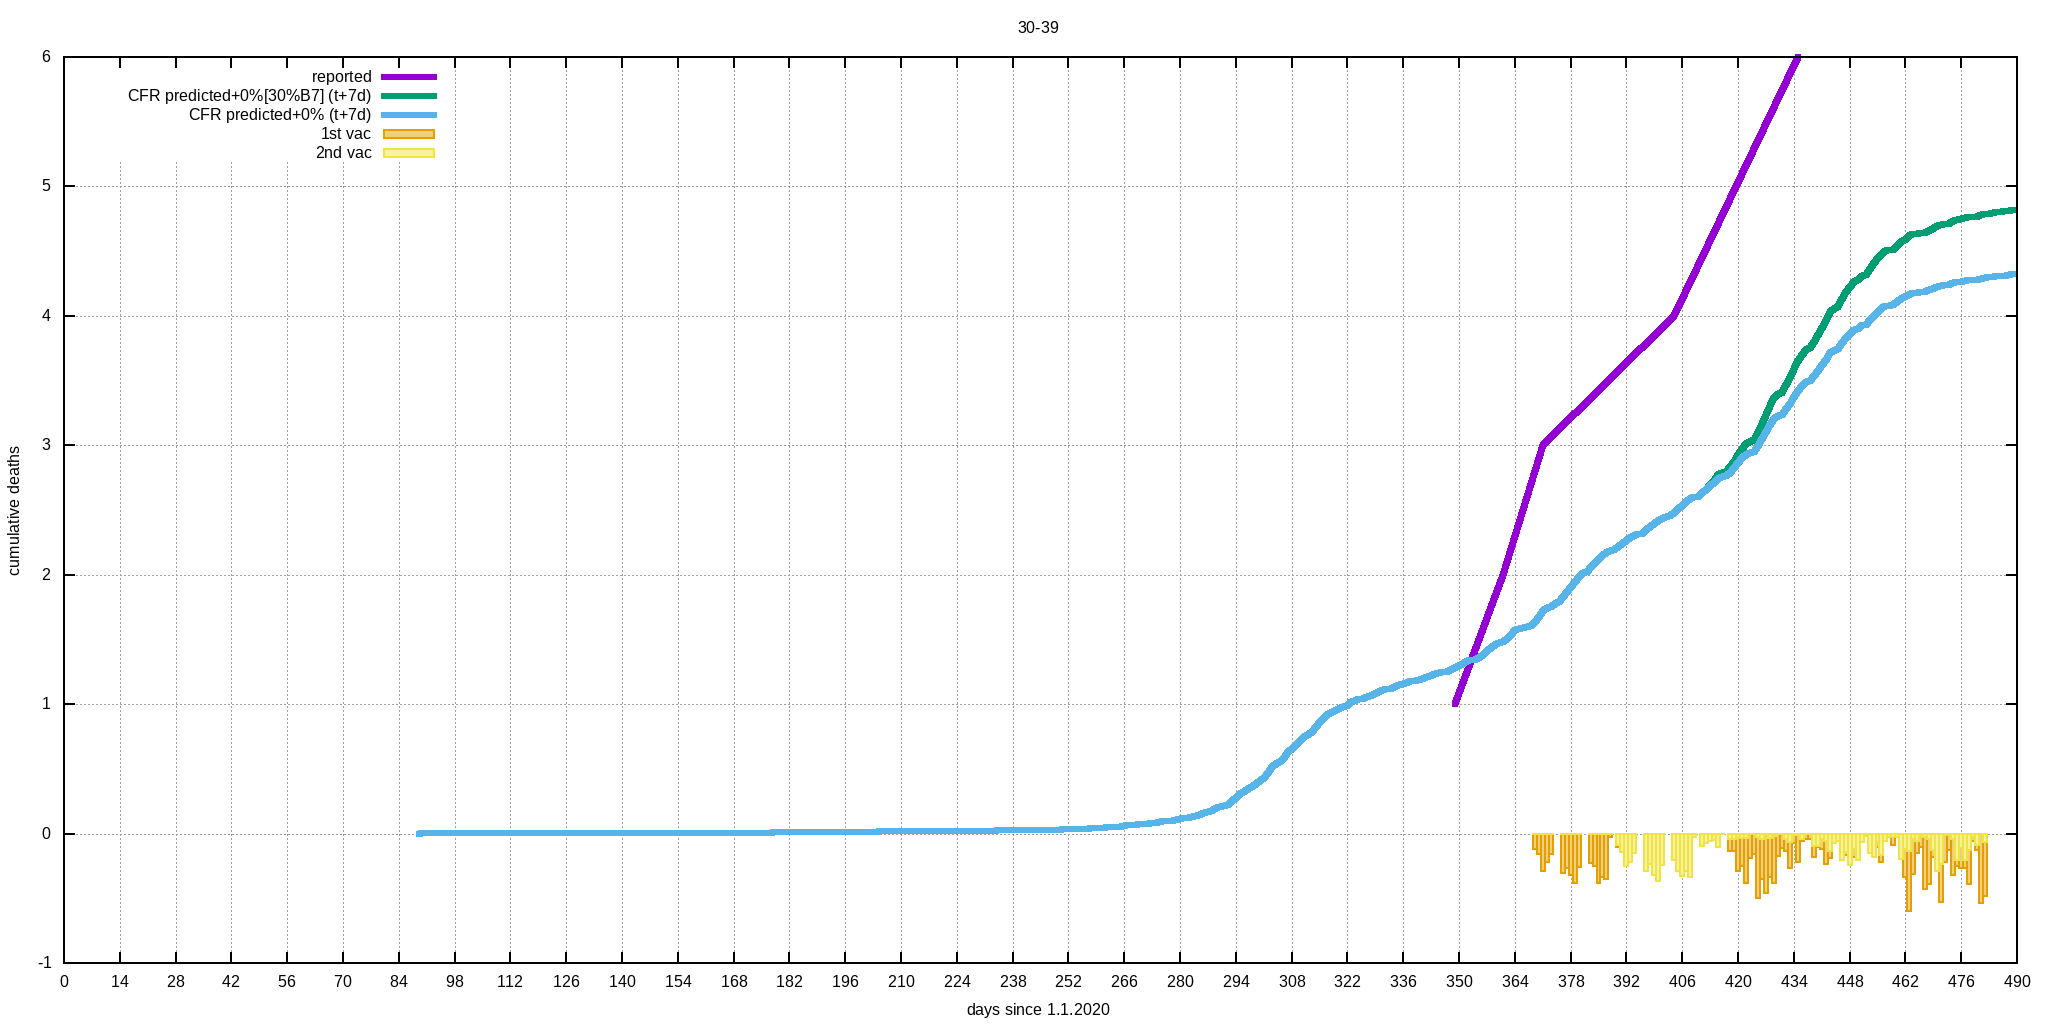 30-39
6
5
4
3
2
1
0
-1
cumulative deaths
reported
CFR predicted+0%[30%B7] (t+7d)
CFR predicted+0% (t+7d)
1st vac
2nd vac
0 14 28 42 56 70 84 98 112 126 140 154 168 182 196 210 224 238 252 266 280 294 308 322 336 350 364 378 392 406 420 434 448 462 476 490
days since 1.1.2020